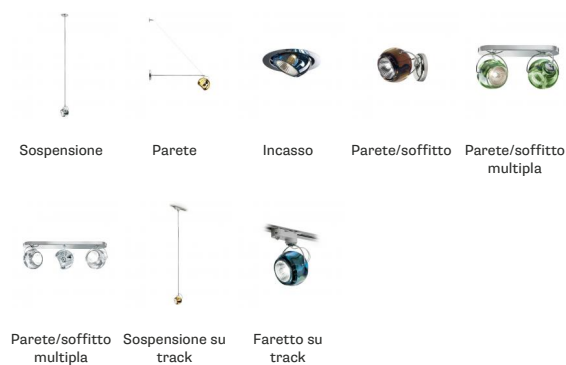 Sospensione
Parete
Incasso
Parete/soffitto
Parete/soffitto
multipla
Parete/soffitto
multipla
Sospensione su
track
Faretto su
track